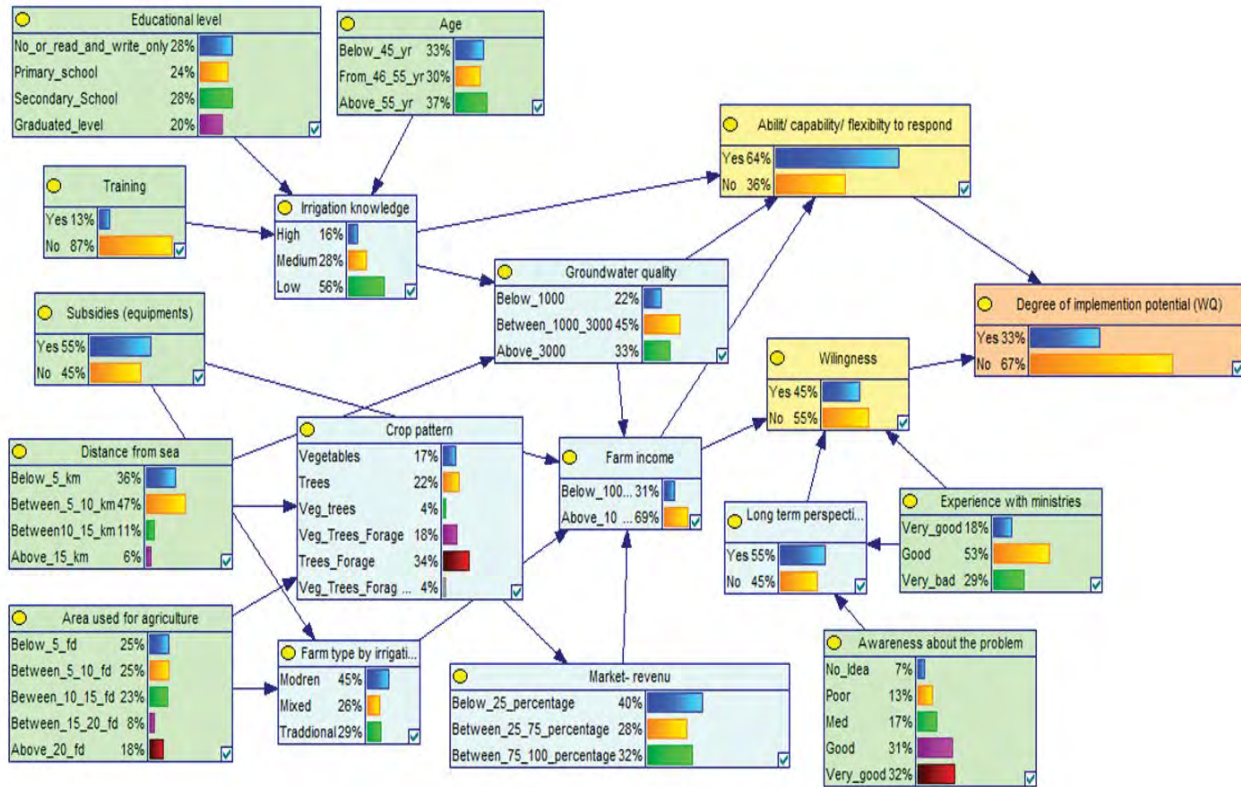 Educational level
No_or_read_and_write_only 28%
Primary_school 24%
Secondary_School 28%
Graduated_level 20%
Age
Below_45_yr 33%
From_46_55_yr 30%
Above_55_yr 37%
Abilit/ capability/ flexibilty to respond
Yes 64%
No 36%
Training
Yes 13%
No 87%
Irrigation knowledge
High 16%
Medium 28%
Low 56%
Groundwater quality
Below_1000 22%
Between_1000_3000 45%
Above_3000 33%
Degree of implemention potential (WQ)
Yes 33%
No 67%
Subsidies (equipments)
Yes 55%
No 45%
Wilingness
Yes 45%
No 55%
Distance from sea
Below_5_km 36%
Between_5_10_km 47%
Between10_15_km 11%
Above_15_km 6%
Crop pattern
Vegetables 17%
Trees 22%
Veg_trees 4%
Veg_Trees_Forage 18%
Trees_Forage 34%
Veg_Trees_Forag ... 4%
Farm income
Below_100... 31%
Above_10 ... 69%
Long term perspecti...
Yes 55%
No 45%
Experience with ministries
Very_good 18%
Good 53%
Very_bad 29%
Area used for agriculture
Below_5_fd 25%
Between_5_10_fd 25%
Beween_10_15_fd 23%
Between_15_20_fd 8%
Above_20_fd 18%
Farm type by irrigati...
Modren 45%
Mixed 26%
Traddional 29%
Market- revenu
Below_25_percentage 40%
Between_25_75_percentage 28%
Between_75_100_percentage 32%
Awareness about the problem
No_Idea 7%
Poor 13%
Med 17%
Good 31%
Very_good 32%